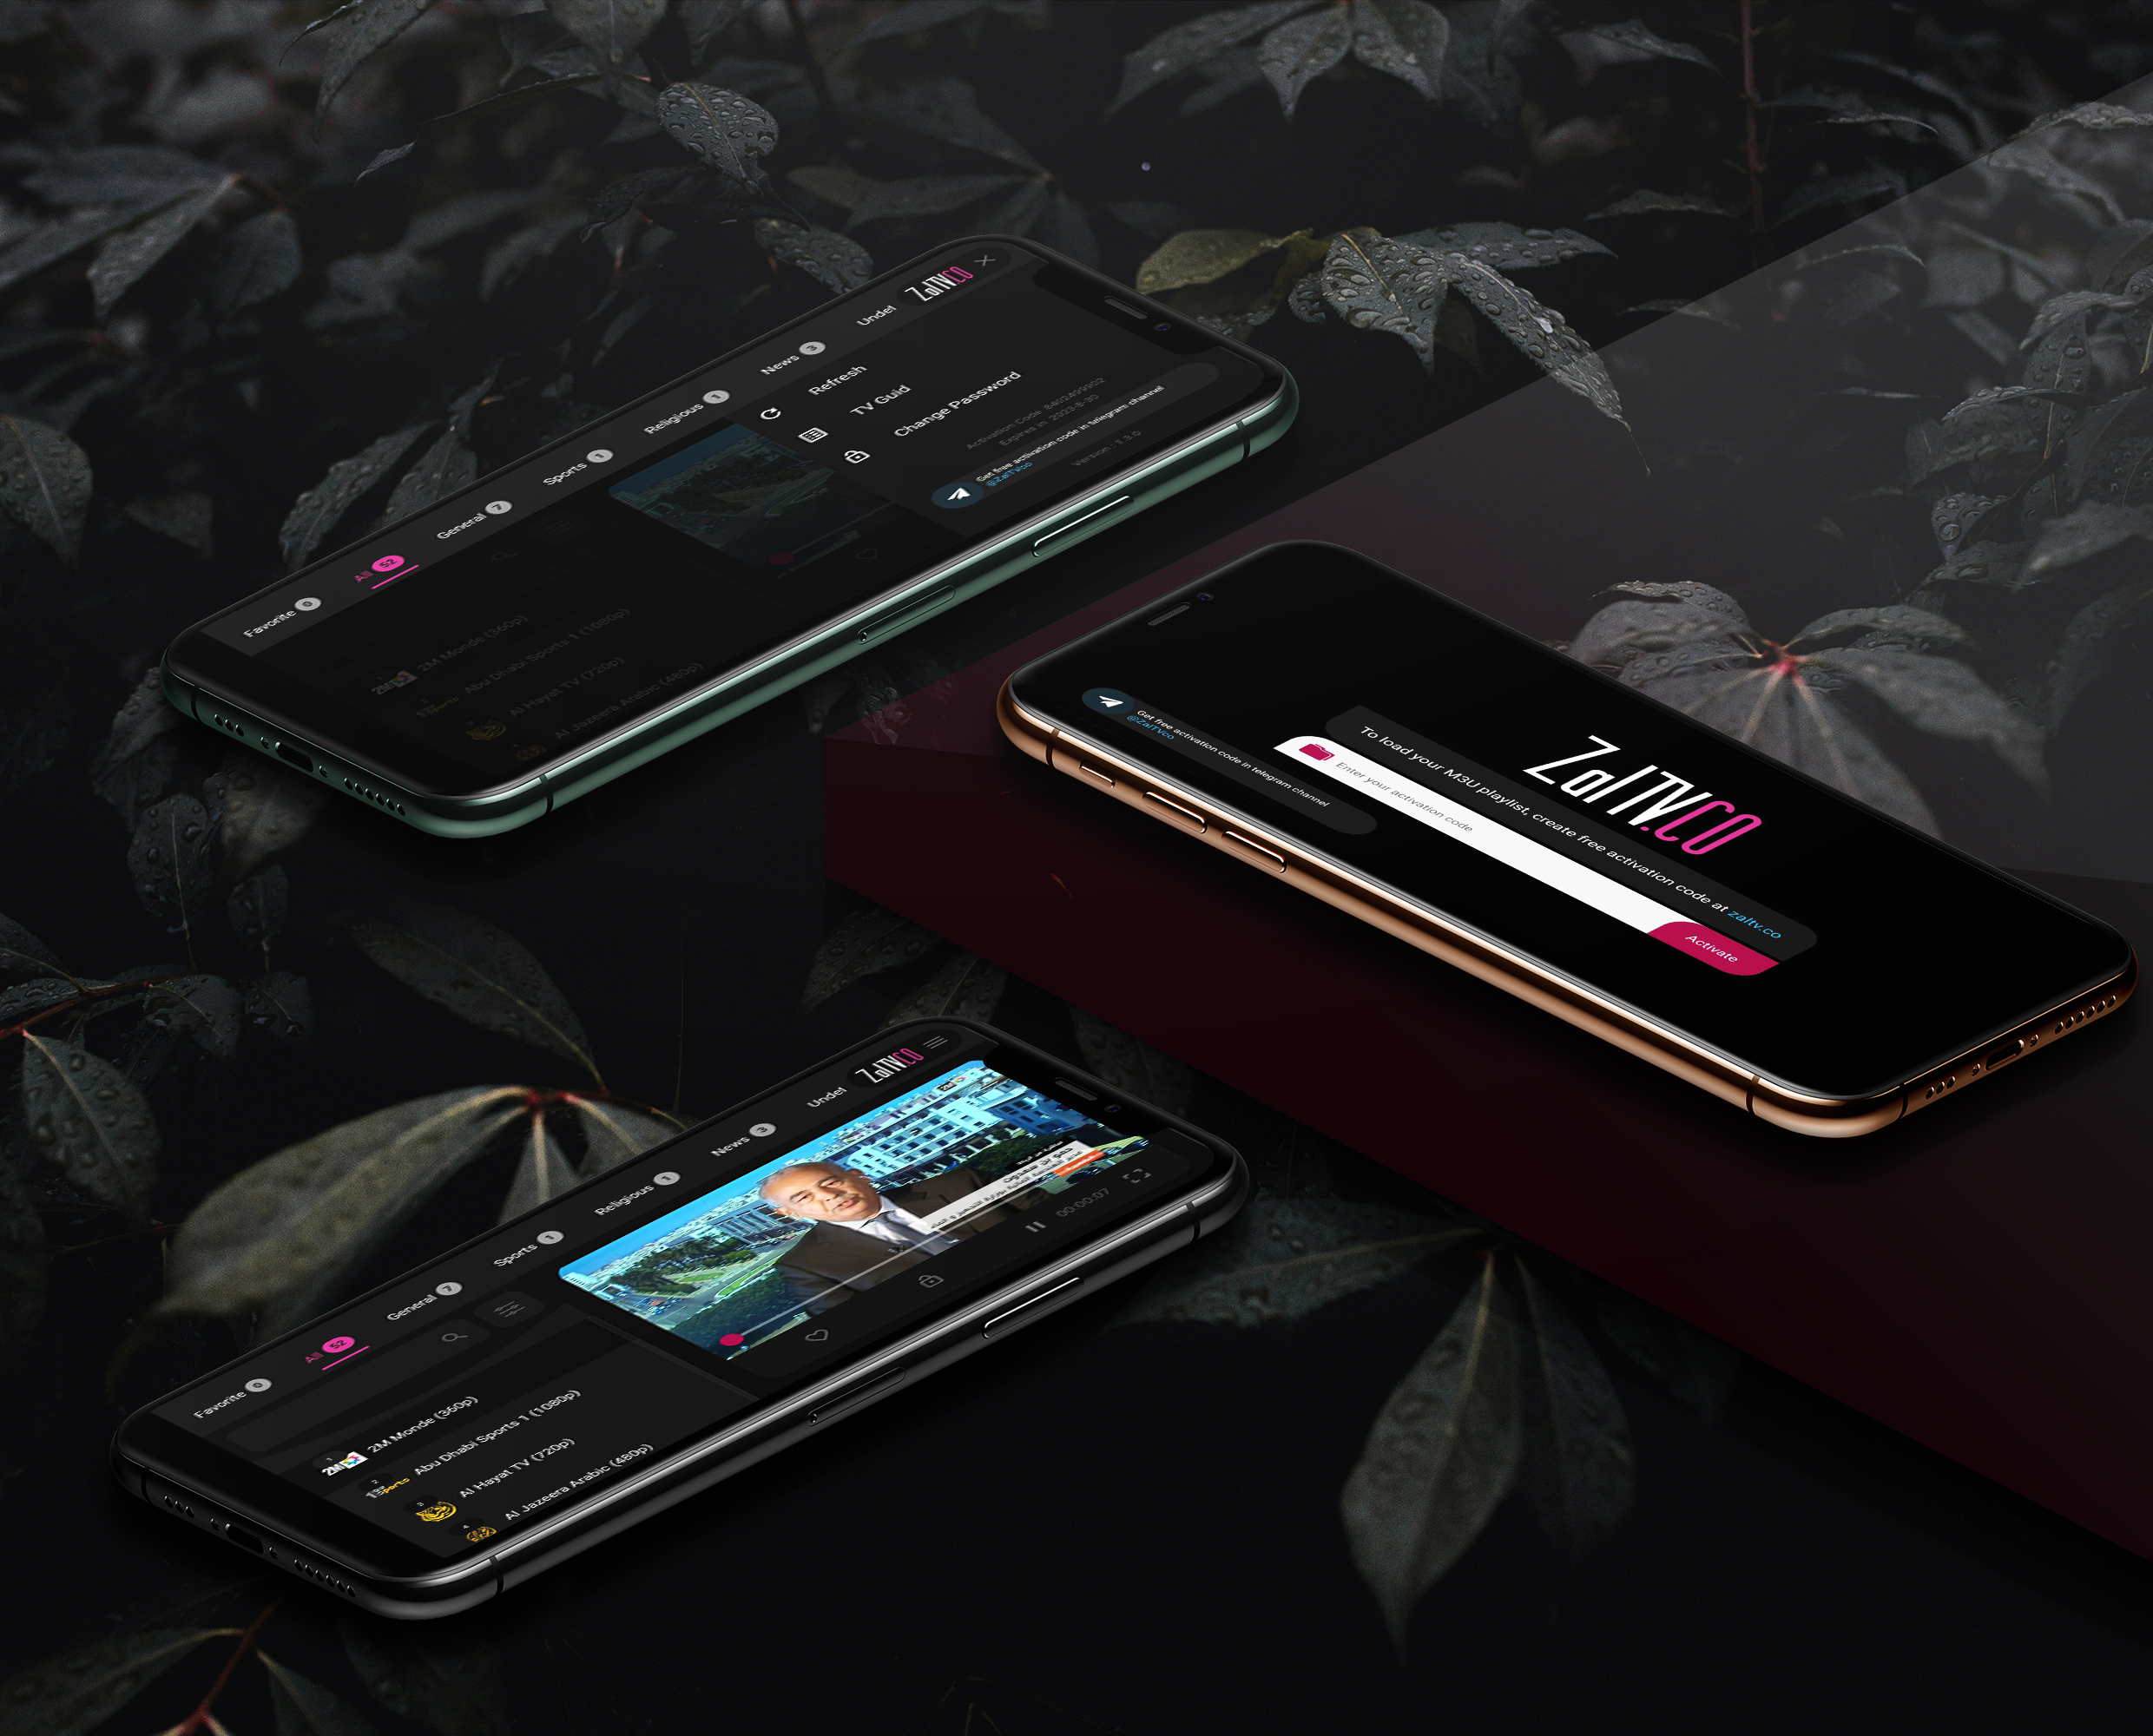 ZalTV.CO
Favorite 0
All 52
General 7
Sports 1
Religious 1
News 3
Undef
Refresh
TV Guid
Change Password
Activation Code
Expires in 2023-8-30
Get free activation code in telegram channel
@ZalTVco
Version : 1.3.0
2M Monde (360p)
Abu Dhabi Sports 1 (1080p)
Al Hayat TV (720p)
Al Jazeera Arabic (480p)
ZalTV.CO
To load your M3U playlist, create free activation code at zaltv.co
Enter your activation code
Activate
Get free activation code in telegram channel
@ZalTVco
ZalTV.CO
Favorite 0
All 52
General 7
Sports 1
Religious 1
News 3
Undef
1
2M
2M Monde (360p)
2
Abu Dhabi Sports 1 (1080p)
3
Al Hayat TV (720p)
4
Al Jazeera Arabic (480p)
00:00:07